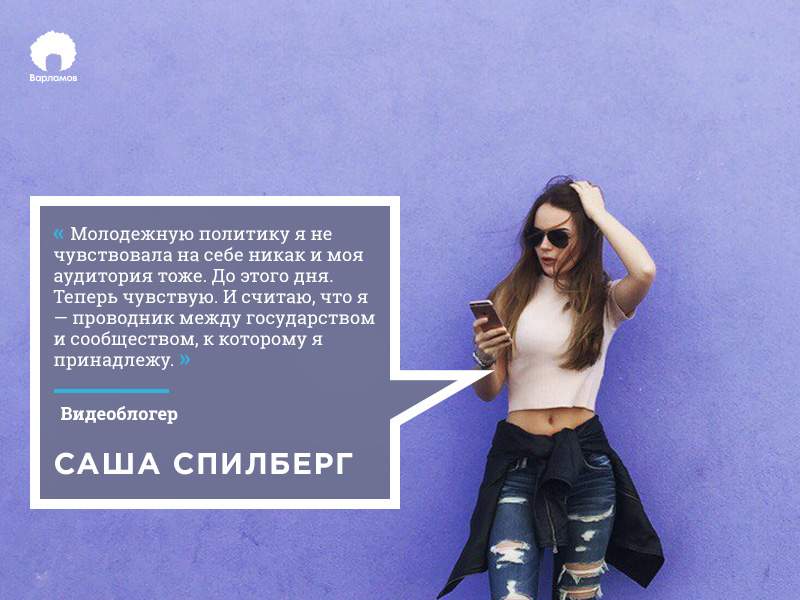 Варламов
« Молодежную политику я не
чувствовала на себе никак и моя
аудитория тоже. До этого дня.
Теперь чувствую. И считаю, что я
— проводник между государством
и сообществом, к которому я
принадлежу. »
Видеоблогер
САША СПИЛБЕРГ